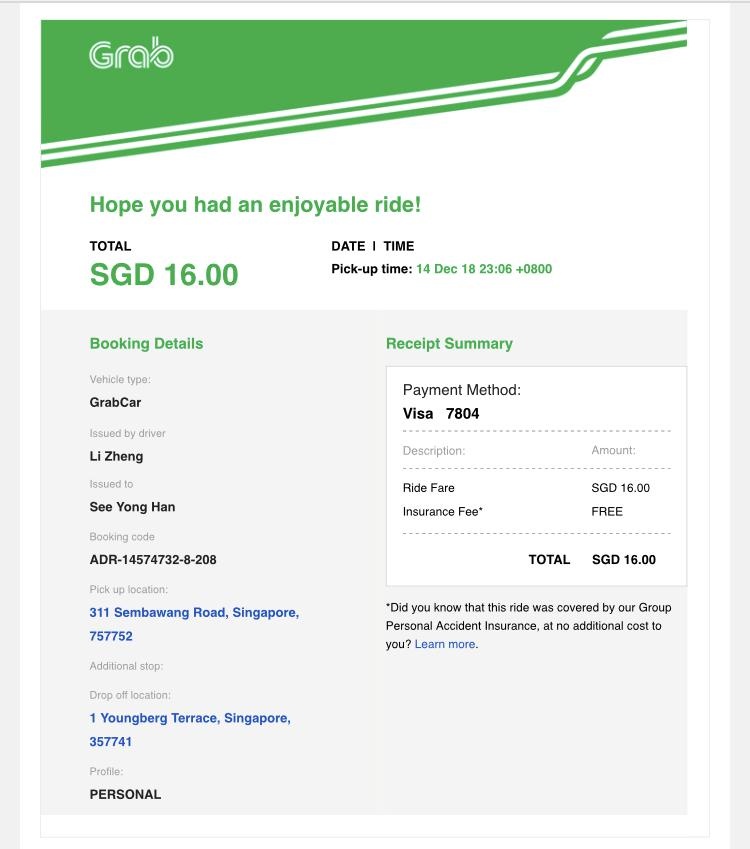 Grab
Hope you had an enjoyable ride!
TOTAL
SGD 16.00
DATE | TIME
Pick-up time: 14 Dec 18 23:06 +0800
Booking Details
Vehicle type:
GrabCar
Issued by driver
Li Zheng
Issued to
See Yong Han
Booking code
ADR-14574732-8-208
Pick up location:
311 Sembawang Road, Singapore,
757752
Additional stop:
Drop off location:
1 Youngberg Terrace, Singapore,
357741
Profile:
PERSONAL
Receipt Summary
Payment Method:
Visa 7804
Description: Amount:
Ride Fare SGD 16.00
Insurance Fee* FREE
TOTAL SGD 16.00
*Did you know that this ride was covered by our Group
Personal Accident Insurance, at no additional cost to
you? Learn more.